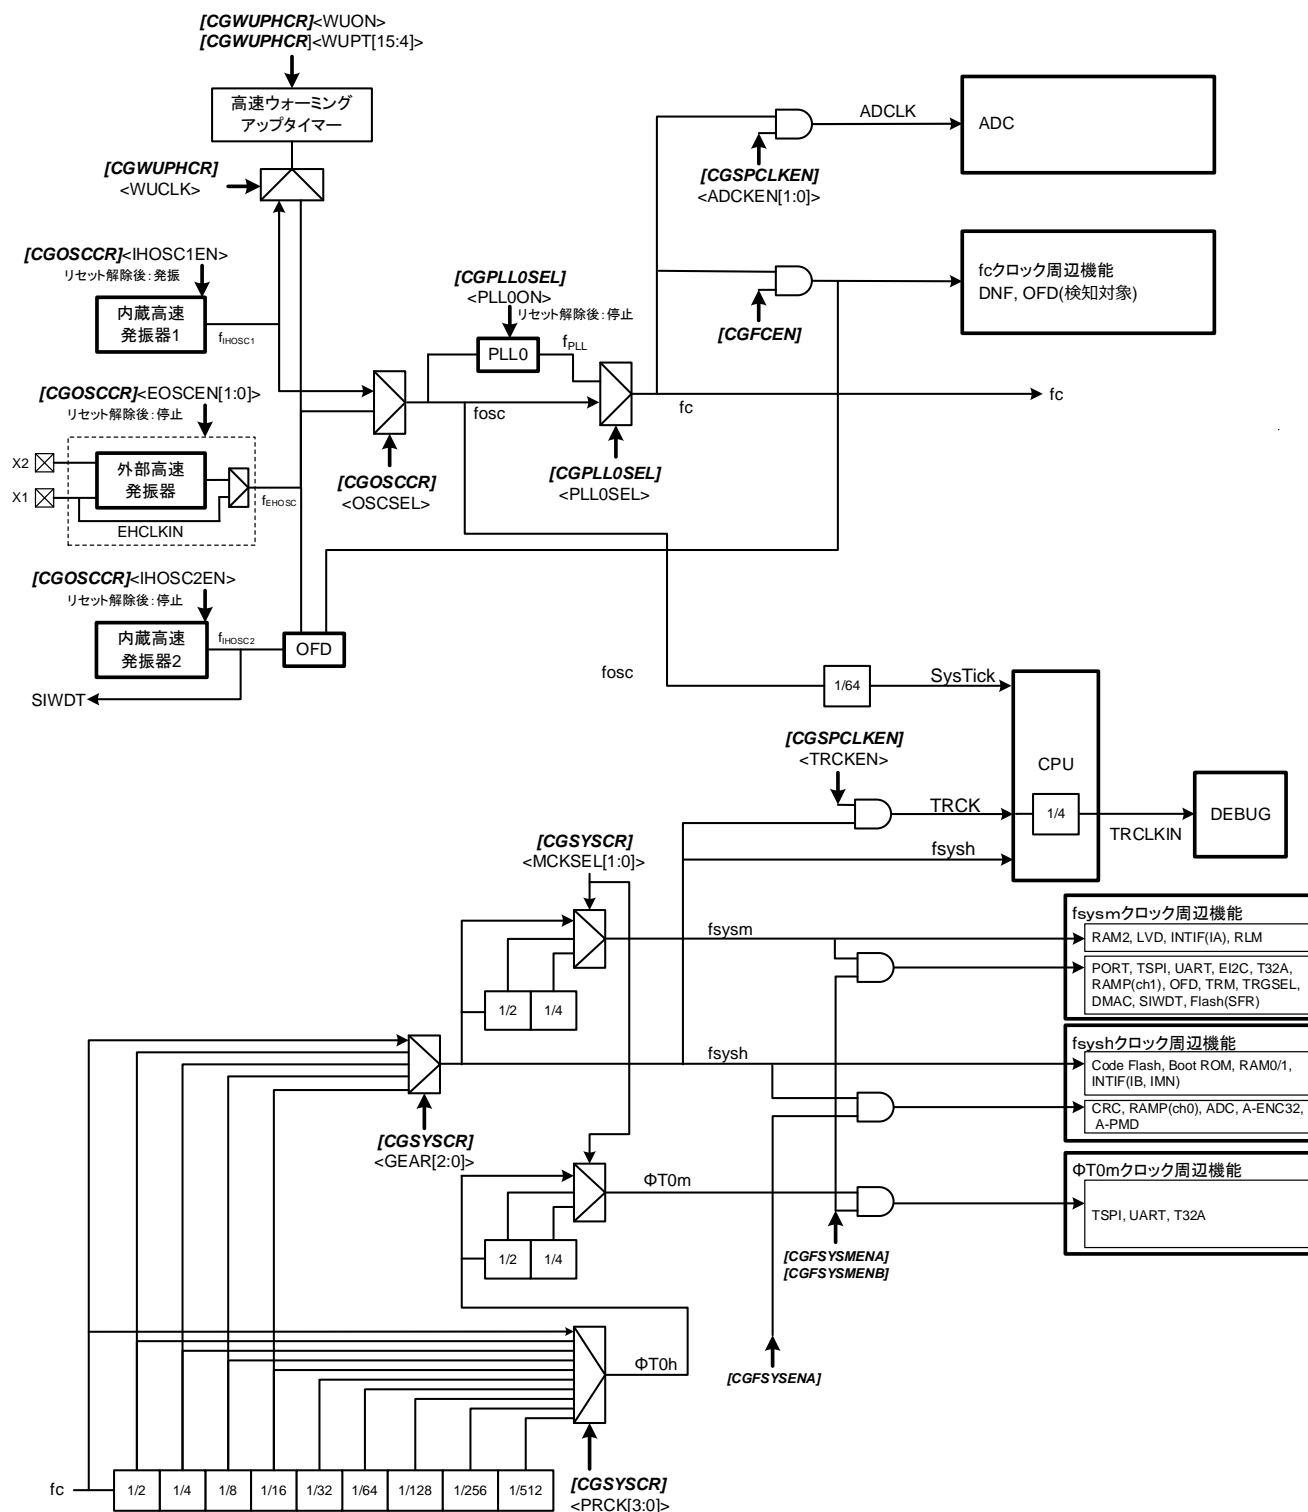 [CGWUPHCR]<WUON>
[CGWUPHCR]<WUPT[15:4]>
高速ウォーミング
アップタイマー
[CGWUPHCR]
<WUCLK>
ADCLK
ADC
[CGSPCLKEN]
<ADCKEN[1:0]>
[CGOSCCR]<IHOSC1EN>
リセット解除後:発振
内蔵高速
発振器1
fIHOSC1
[CGPLL0SEL]
<PLL0ON>
リセット解除後:停止
PLL0
fPLL
fcクロック周辺機能
DNF, OFD(検知対象)
[CGFCEN]
[CGOSCCR]<EOSCEN[1:0]>
リセット解除後:停止
X2
X1
外部高速
発振器
EHCLKIN
fEHOSC
fosc
fc
fc
[CGOSCCR]
<OSCSEL>
[CGPLL0SEL]
<PLL0SEL>
[CGOSCCR]<IHOSC2EN>
リセット解除後:停止
内蔵高速
発振器2
fIHOSC2
OFD
SIWDT
fosc
1/64
SysTick
[CGSPCLKEN]
<TRCKEN>
CPU
TRCK
1/4
TRCLKIN
DEBUG
fsysh
[CGSYSCR]
<MCKSEL[1:0]>
fsysm
1/2
1/4
fsysmクロック周辺機能
RAM2, LVD, INTIF(IA), RLM
PORT, TSPI, UART, EI2C, T32A,
RAMP(ch1), OFD, TRM, TRGSEL,
DMAC, SIWDT, Flash(SFR)
fsysh
fsyshクロック周辺機能
Code Flash, Boot ROM, RAM0/1,
INTIF(IB, IMN)
CRC, RAMP(ch0), ADC, A-ENC32,
A-PMD
[CGSYSCR]
<GEAR[2:0]>
ΦT0m
1/2
1/4
ΦT0mクロック周辺機能
TSPI, UART, T32A
[CGFSYSMENA]
[CGFSYSMENB]
ΦT0h
[CGFSYSENA]
fc
1/2
1/4
1/8
1/16
1/32
1/64
1/128
1/256
1/512
[CGSYSCR]
<PRCK[3:0]>